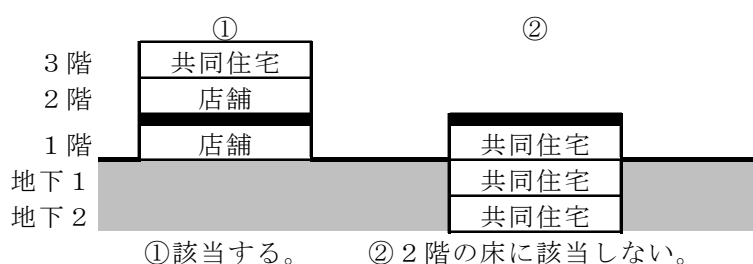 ① ②
3階 共同住宅
2階 店舗
1階 店舗 共同住宅
地下1 共同住宅
地下2 共同住宅
①該当する。 ②2階の床に該当しない。